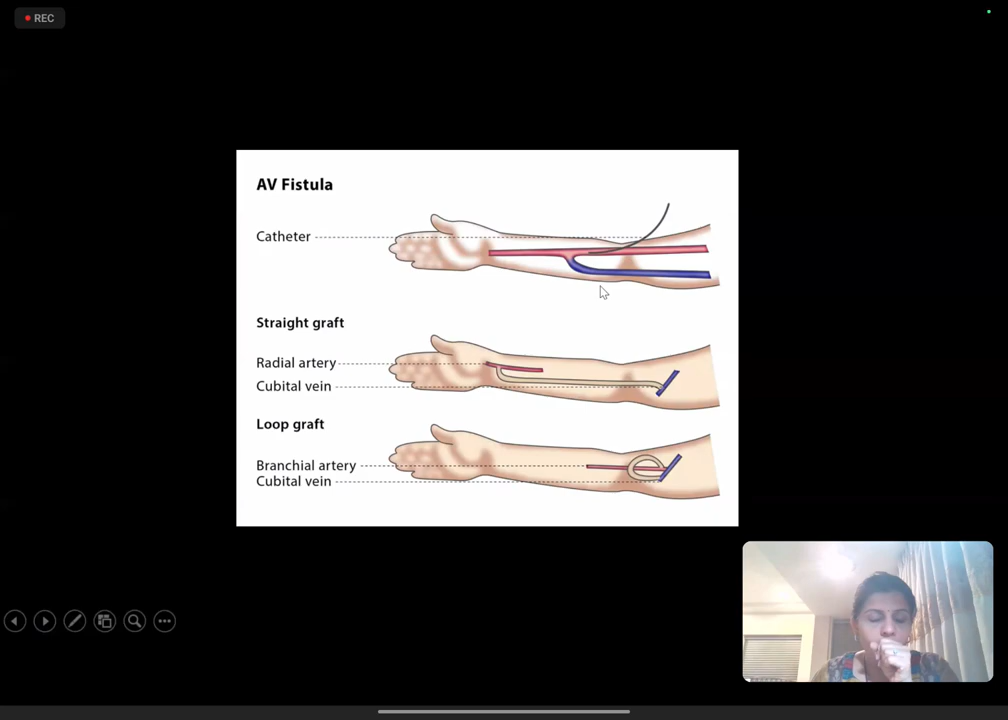 REC
AV Fistula
Catheter
Straight graft
Radial artery
Cubital vein
Loop graft
Branchial artery
Cubital vein